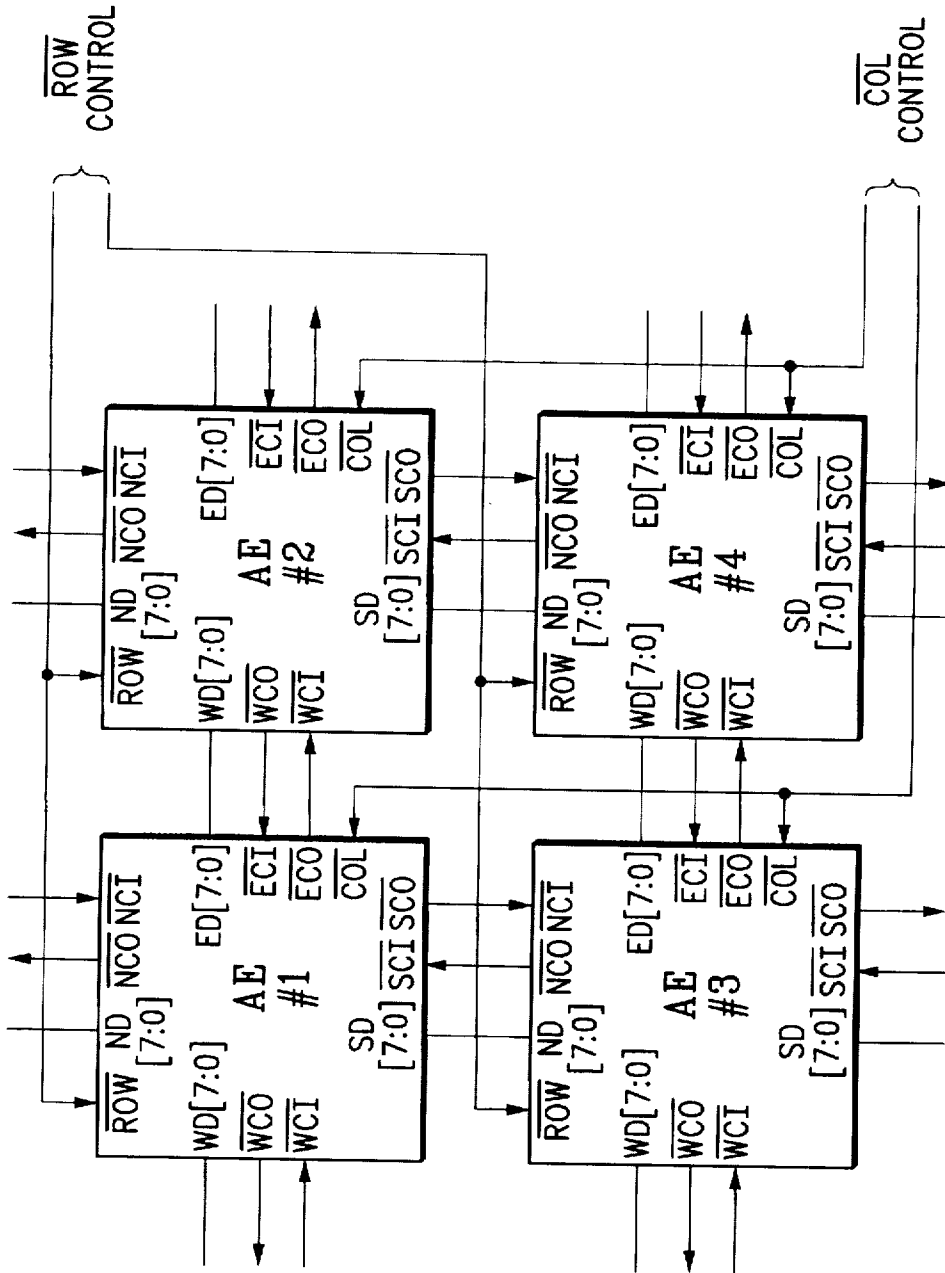 ROW
CONTROL
ROW
ND
[7:0]
NCO
NCI
WD[7:0]
WCO
WCI
ED[7:0]
ECI
ECO
COL
AE
#1
SD
[7:0]
SCI
SCO
ROW
ND
[7:0]
NCO
NCI
WD[7:0]
WCO
WCI
ED[7:0]
ECI
ECO
COL
AE
#2
SD
[7:0]
SCI
SCO
ROW
ND
[7:0]
NCO
NCI
WD[7:0]
WCO
WCI
ED[7:0]
ECI
ECO
COL
AE
#3
SD
[7:0]
SCI
SCO
ROW
ND
[7:0]
NCO
NCI
WD[7:0]
WCO
WCI
ED[7:0]
ECI
ECO
COL
AE
#4
SD
[7:0]
SCI
SCO
COL
CONTROL